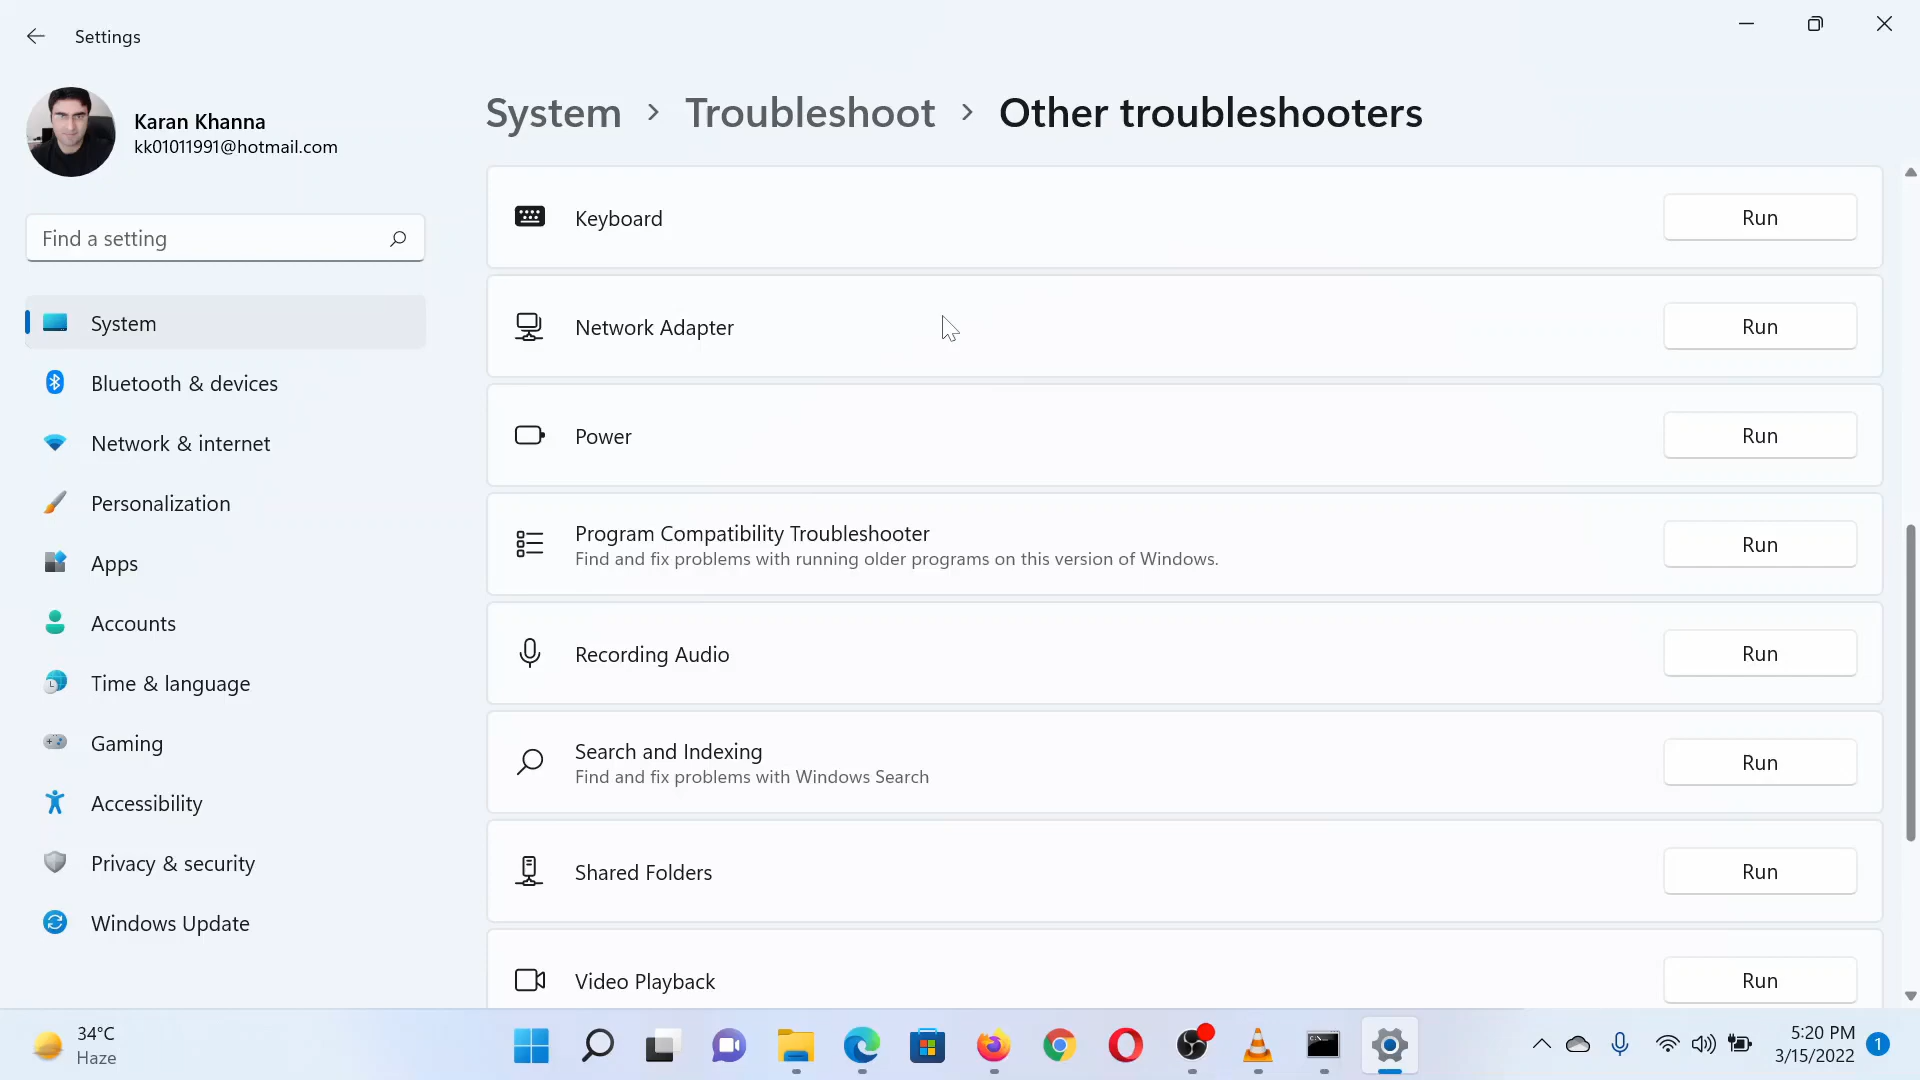 Settings
Karan Khanna
kk01011991@hotmail.com
Find a setting
System
Bluetooth & devices
Network & internet
Personalization
Apps
Accounts
Time & language
Gaming
Accessibility
Privacy & security
Windows Update
System > Troubleshoot > Other troubleshooters
Keyboard
Run
Network Adapter
Run
Power
Run
Program Compatibility Troubleshooter
Find and fix problems with running older programs on this version of Windows.
Run
Recording Audio
Run
Search and Indexing
Find and fix problems with Windows Search
Run
Shared Folders
Run
Video Playback
Run
34°C
Haze
5:20 PM
3/15/2022
1